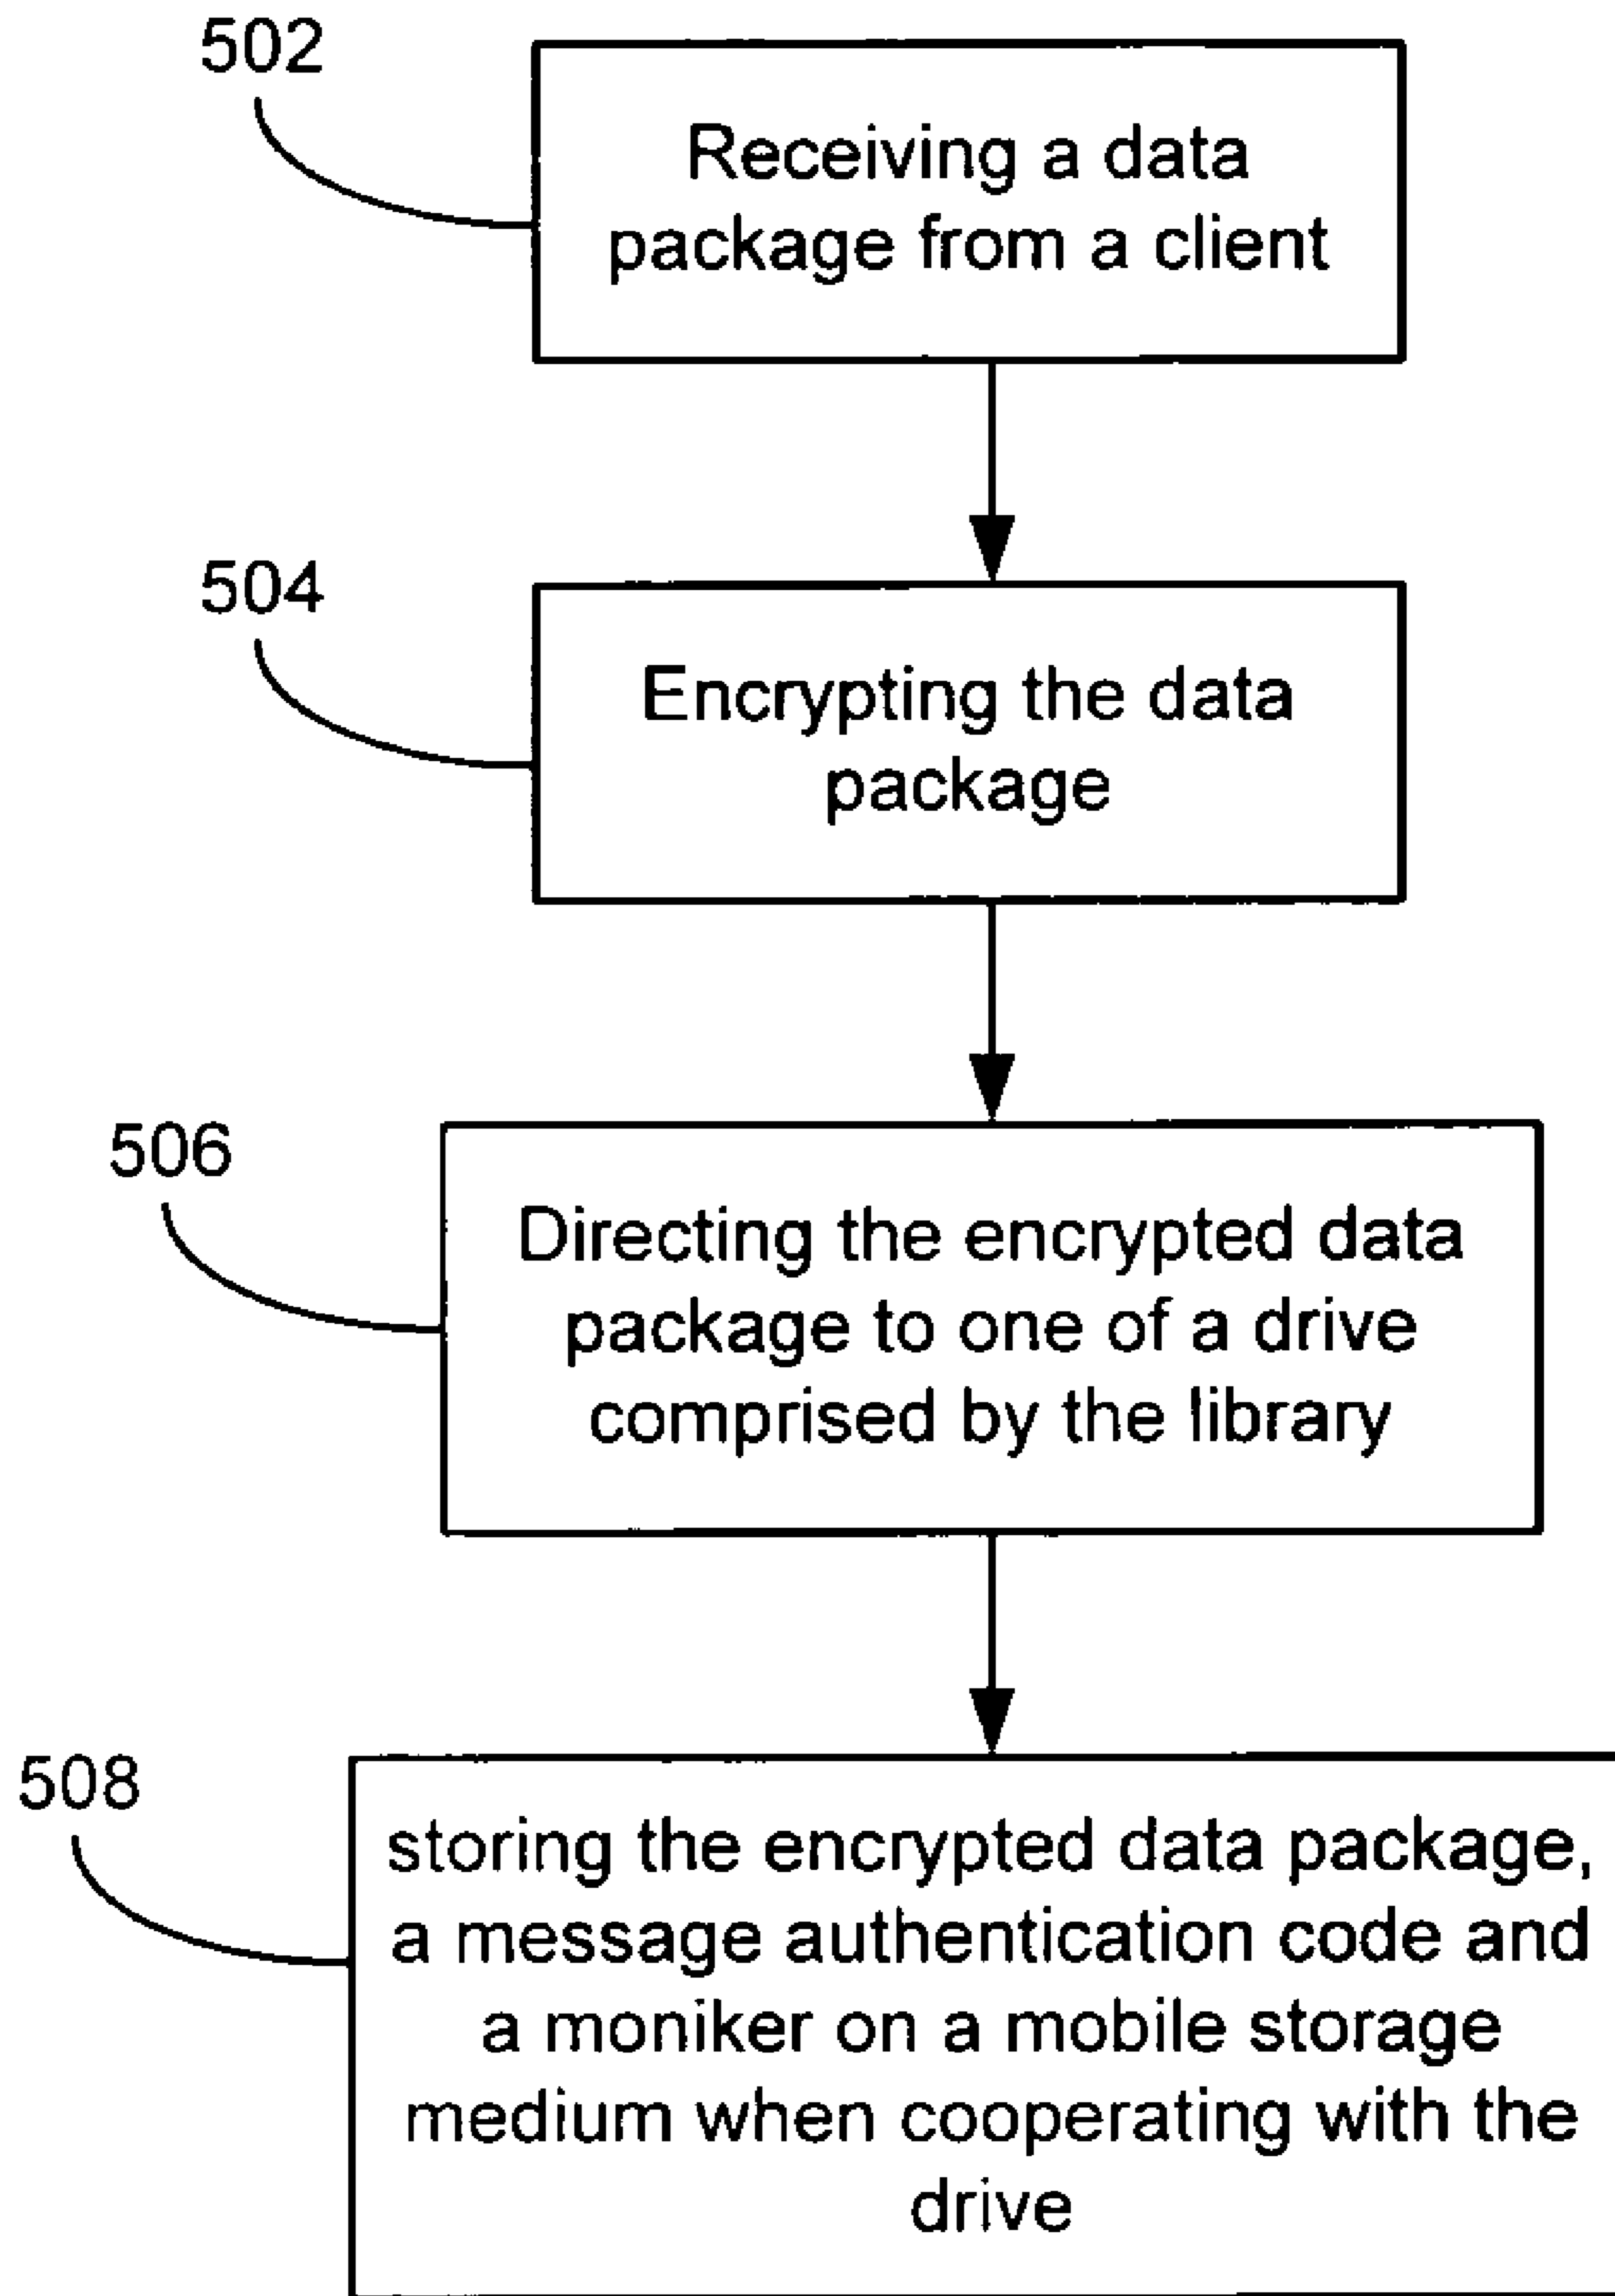 502
Receiving a data
package from a client
504
Encrypting the data
package
506
Directing the encrypted data
package to one of a drive
comprised by the library
508
storing the encrypted data package,
a message authentication code and
a moniker on a mobile storage
medium when cooperating with the
drive